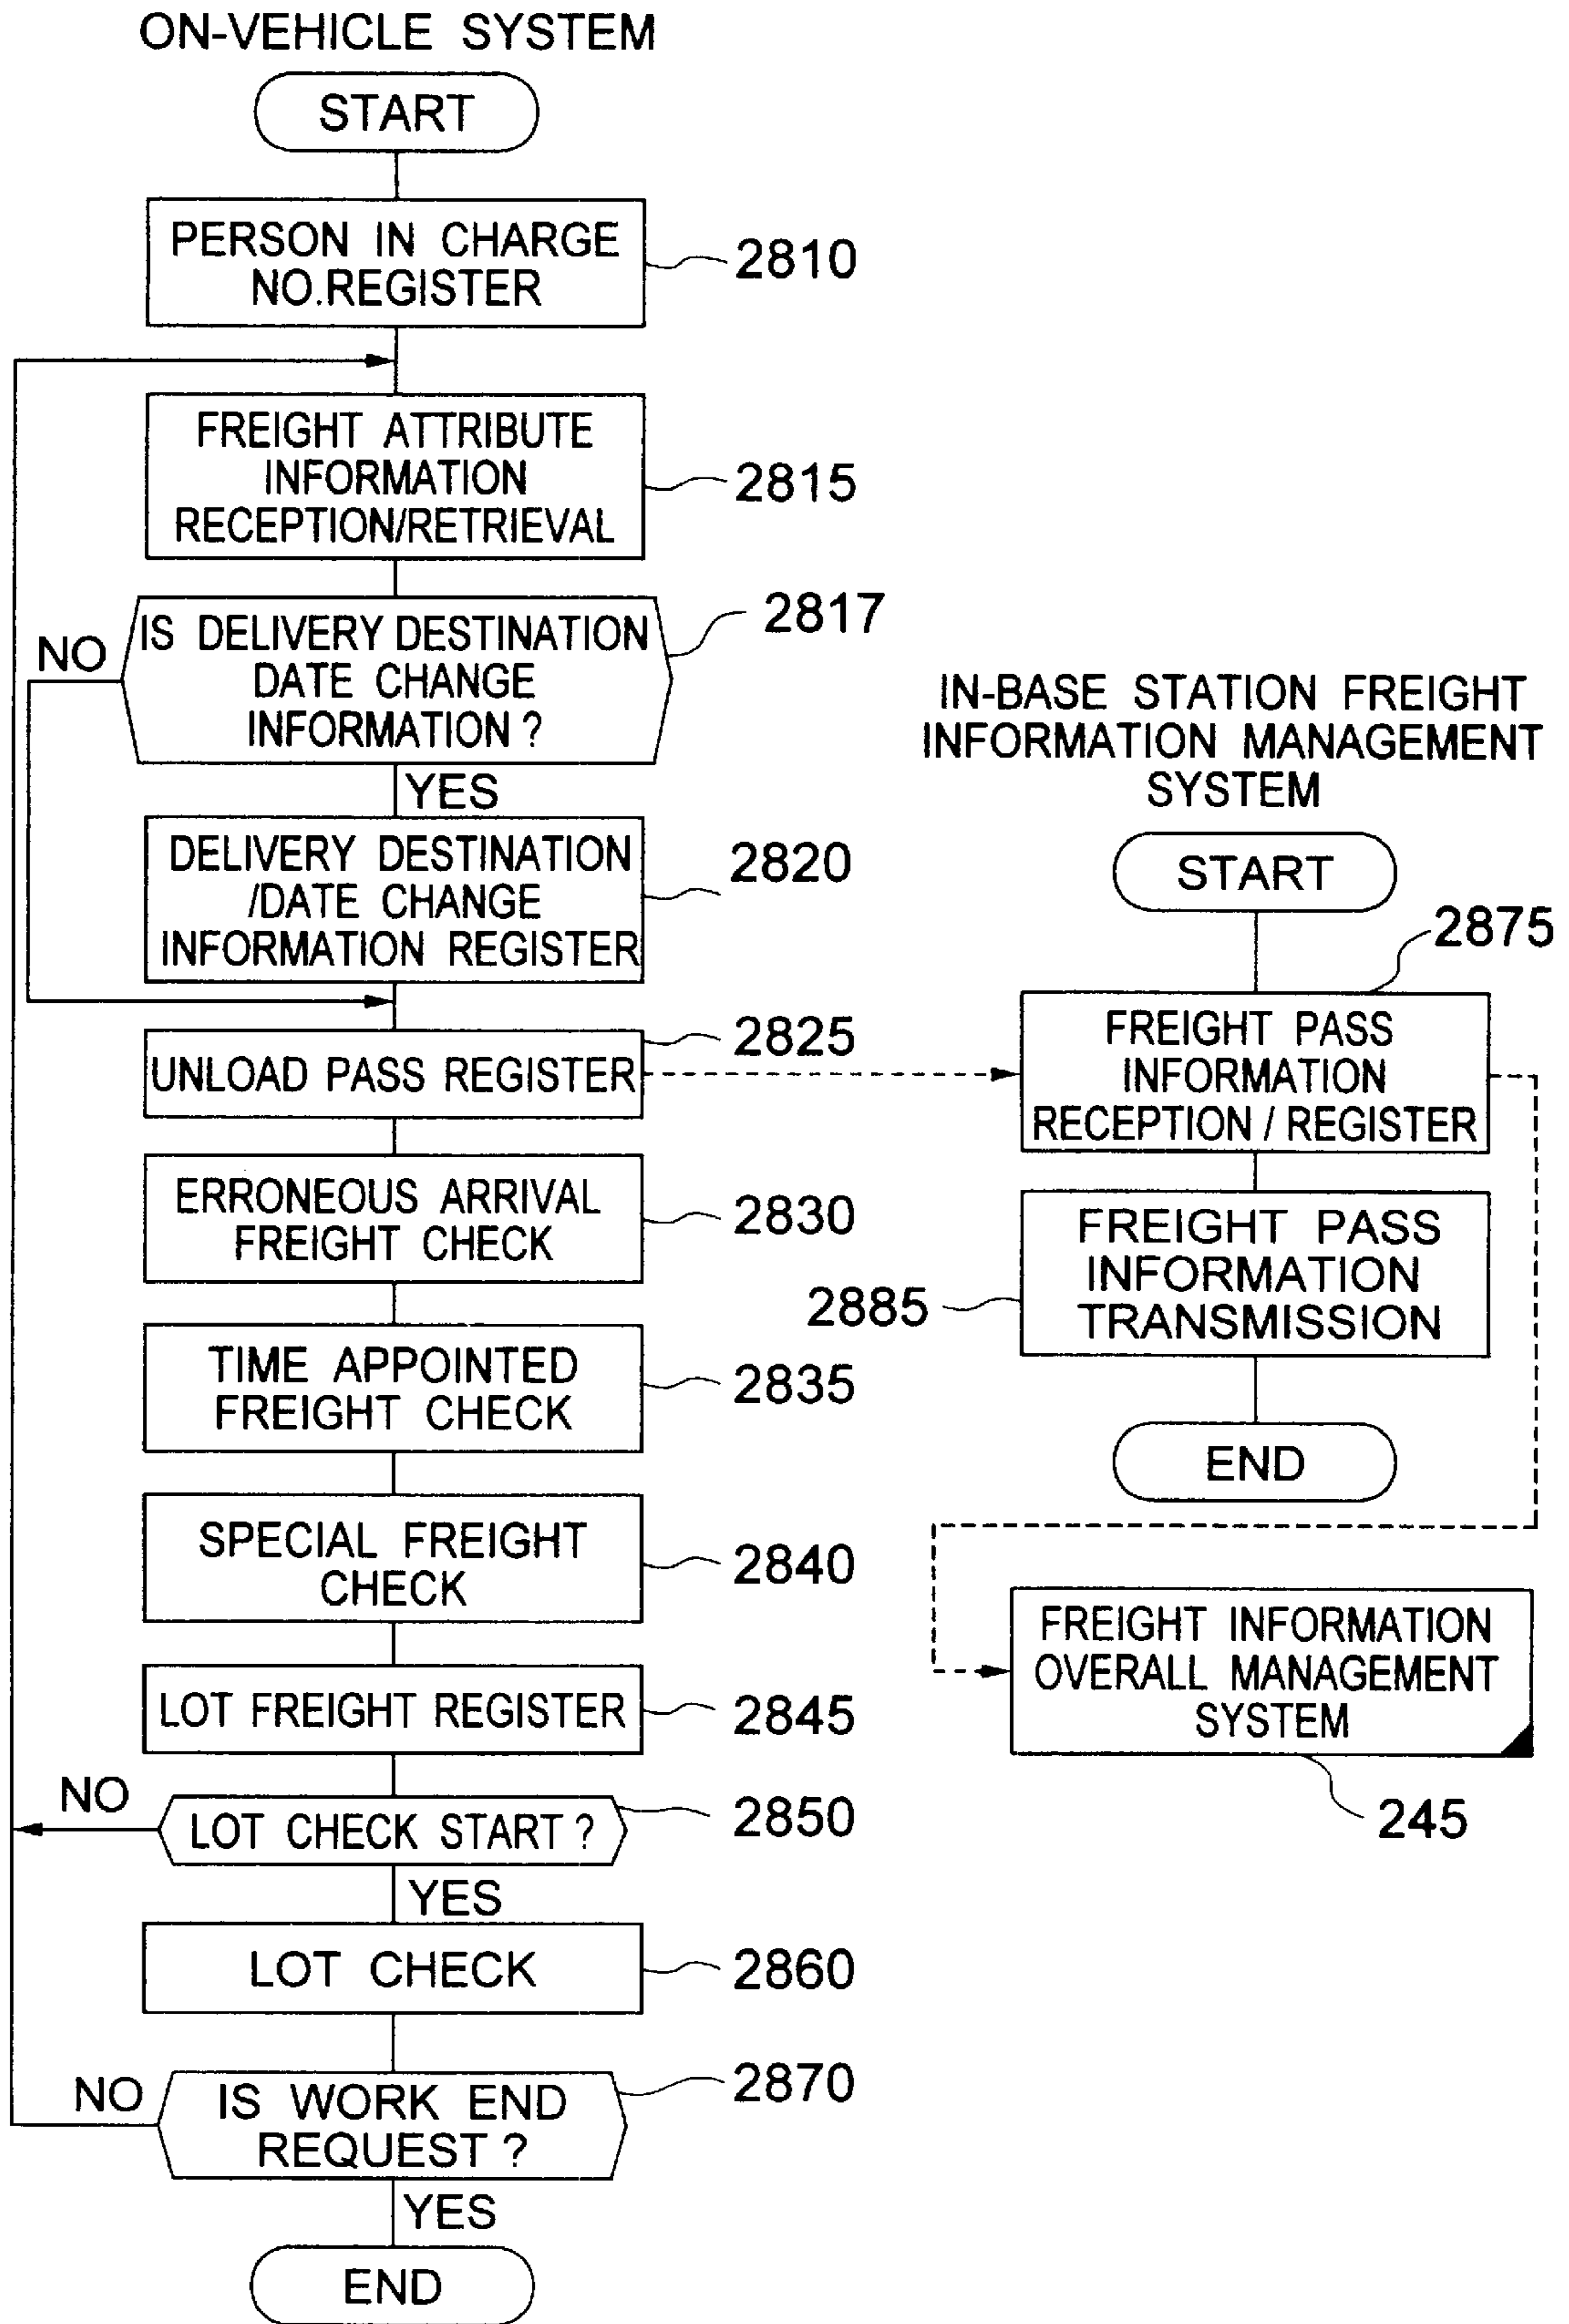 ON-VEHICLE SYSTEM
START
PERSON IN CHARGE
NO.REGISTER
2810
FREIGHT ATTRIBUTE
INFORMATION
RECEPTION/RETRIEVAL
2815
IS DELIVERY DESTINATION
DATE CHANGE
INFORMATION ?
2817
NO
YES
DELIVERY DESTINATION
/DATE CHANGE
INFORMATION REGISTER
2820
UNLOAD PASS REGISTER
2825
ERRONEOUS ARRIVAL
FREIGHT CHECK
2830
TIME APPOINTED
FREIGHT CHECK
2835
SPECIAL FREIGHT
CHECK
2840
LOT FREIGHT REGISTER
2845
NO
LOT CHECK START ?
2850
YES
LOT CHECK
2860
NO
IS WORK END
REQUEST ?
2870
YES
END
IN-BASE STATION FREIGHT
INFORMATION MANAGEMENT
SYSTEM
START
2875
FREIGHT PASS
INFORMATION
RECEPTION / REGISTER
FREIGHT PASS
INFORMATION
TRANSMISSION
2885
END
FREIGHT INFORMATION
OVERALL MANAGEMENT
SYSTEM
245